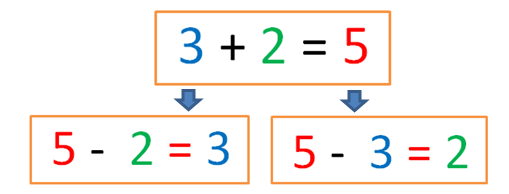 3 + 2 = 5
5 - 2 = 3
5 - 3 = 2